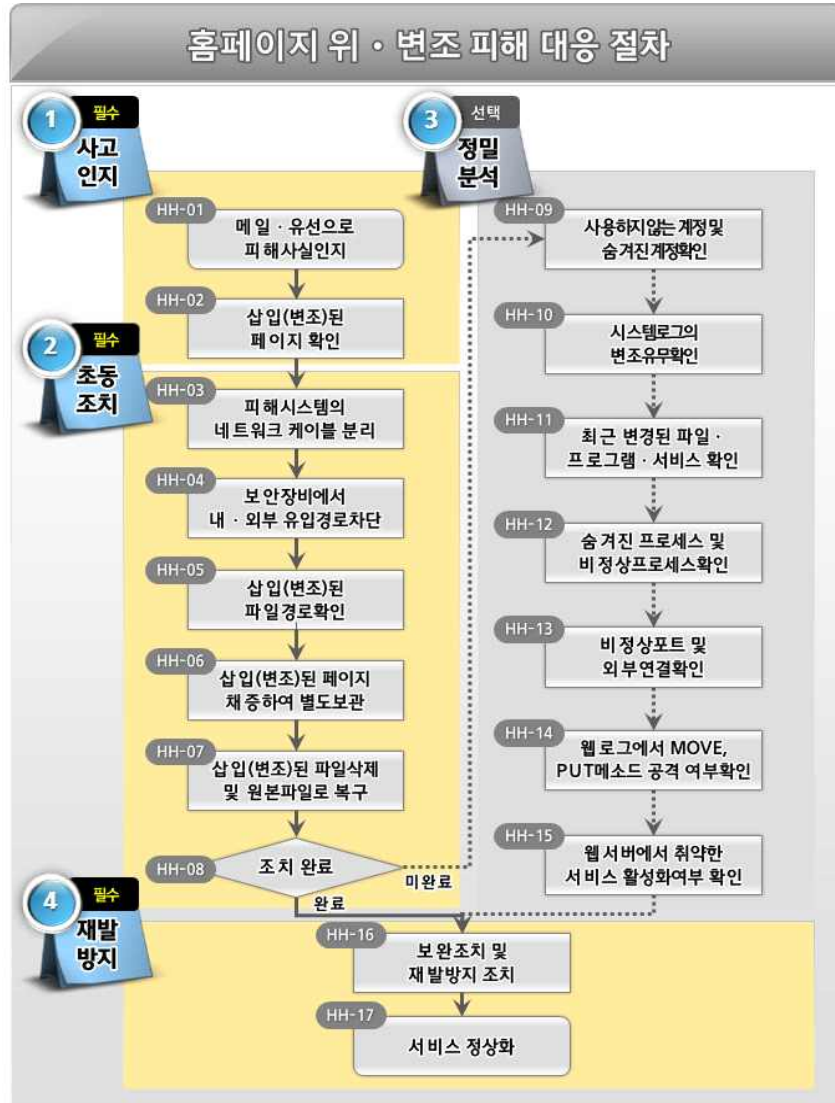 홈페이지 위·변조 피해 대응 절차
1
필수
사고
인지
HH-01
메일·유선으로
피해사실인지
HH-02
삽입(변조)된
페이지 확인
2
필수
초동
조치
HH-03
피해시스템의
네트워크 케이블 분리
HH-04
보안장비에서
내·외부 유입경로차단
HH-05
삽입(변조)된
파일경로확인
HH-06
삽입(변조)된 페이지
채증하여 별도보관
HH-07
삽입(변조)된 파일삭제
및 원본파일로 복구
HH-08
조치 완료
미완료
완료
3
선택
정밀
분석
HH-09
사용하지않는 계정및
숨겨진계정확인
HH-10
시스템로그의
변조유무확인
HH-11
최근 변경된 파일·
프로그램·서비스 확인
HH-12
숨겨진 프로세스 및
비정상프로세스확인
HH-13
비정상포트 및
외부연결확인
HH-14
웹로그에서 MOVE,
PUT메소드 공격 여부확인
HH-15
웹서버에서 취약한
서비스 활성화여부 확인
4
필수
재발
방지
HH-16
보완조치 및
재발방지 조치
HH-17
서비스 정상화